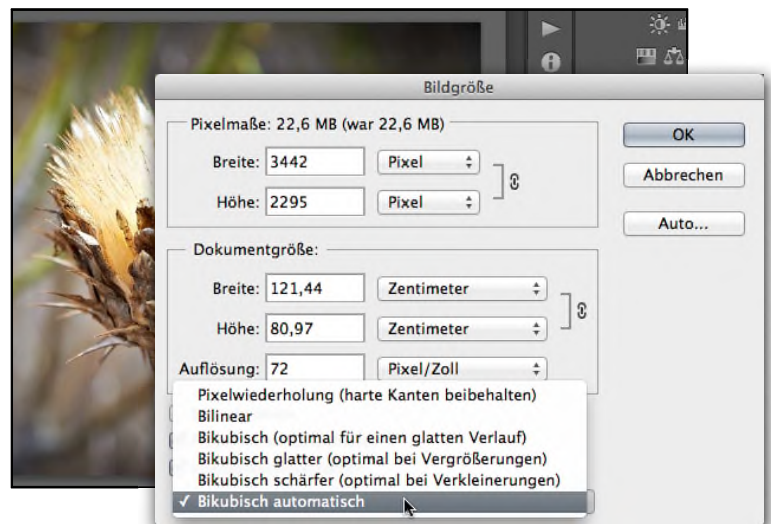 Bildgröße
Pixelmaße: 22,6 MB (war 22,6 MB)
Breite: 3442 Pixel
Höhe: 2295 Pixel
OK
Abbrechen
Auto...
Dokumentgröße:
Breite: 121,44 Zentimeter
Höhe: 80,97 Zentimeter
Auflösung: 72 Pixel/Zoll
Pixelwiederholung (harte Kanten beibehalten)
Bilinear
Bikubisch (optimal für einen glatten Verlauf)
Bikubisch glatter (optimal bei Vergrößerungen)
Bikubisch schärfer (optimal bei Verkleinerungen)
✓ Bikubisch automatisch